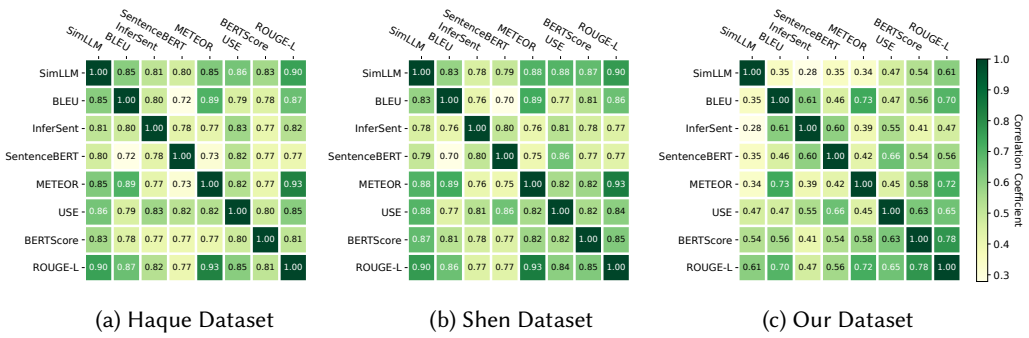 SimLLM BLEU InferSent SentenceBERT METEOR USE BERTScore ROUGE-L
SimLLM 1.00 0.85 0.81 0.80 0.85 0.86 0.83 0.90
BLEU 0.85 1.00 0.80 0.72 0.89 0.79 0.78 0.87
InferSent 0.81 0.80 1.00 0.78 0.77 0.83 0.77 0.82
SentenceBERT 0.80 0.72 0.78 1.00 0.73 0.82 0.77 0.77
METEOR 0.85 0.89 0.77 0.73 1.00 0.82 0.77 0.93
USE 0.86 0.79 0.83 0.82 0.82 1.00 0.80 0.85
BERTScore 0.83 0.78 0.77 0.77 0.77 0.80 1.00 0.81
ROUGE-L 0.90 0.87 0.82 0.77 0.93 0.85 0.81 1.00
(a) Haque Dataset
SimLLM BLEU InferSent SentenceBERT METEOR USE BERTScore ROUGE-L
SimLLM 1.00 0.83 0.78 0.79 0.88 0.88 0.87 0.90
BLEU 0.83 1.00 0.76 0.70 0.89 0.77 0.81 0.86
InferSent 0.78 0.76 1.00 0.80 0.76 0.81 0.78 0.77
SentenceBERT 0.79 0.70 0.80 1.00 0.75 0.86 0.77 0.77
METEOR 0.88 0.89 0.76 0.75 1.00 0.82 0.82 0.93
USE 0.88 0.77 0.81 0.86 0.82 1.00 0.82 0.84
BERTScore 0.87 0.81 0.78 0.77 0.82 0.82 1.00 0.85
ROUGE-L 0.90 0.86 0.77 0.77 0.93 0.84 0.85 1.00
(b) Shen Dataset
SimLLM BLEU InferSent SentenceBERT METEOR USE BERTScore ROUGE-L
SimLLM 1.00 0.35 0.28 0.35 0.34 0.47 0.54 0.61
BLEU 0.35 1.00 0.61 0.46 0.73 0.47 0.56 0.70
InferSent 0.28 0.61 1.00 0.60 0.39 0.55 0.41 0.47
SentenceBERT 0.35 0.46 0.60 1.00 0.42 0.66 0.54 0.56
METEOR 0.34 0.73 0.39 0.42 1.00 0.45 0.58 0.72
USE 0.47 0.47 0.55 0.66 0.45 1.00 0.63 0.65
BERTScore 0.54 0.56 0.41 0.54 0.58 0.63 1.00 0.78
ROUGE-L 0.61 0.70 0.47 0.56 0.72 0.65 0.78 1.00
(c) Our Dataset
1.0
0.9
0.8
0.7
0.6
0.5
0.4
0.3
Correlation Coefficient